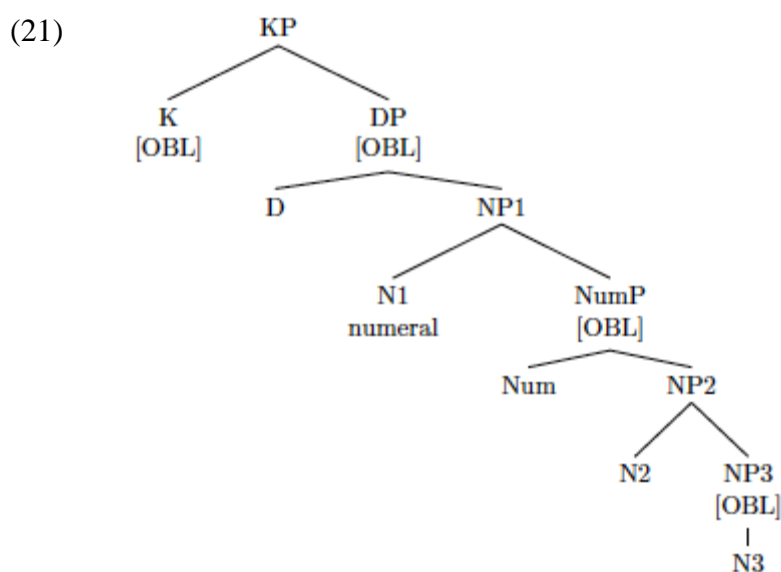 (21)
KP
K DP
[OBL] [OBL]
D NP1
N1 NumP
numeral [OBL]
Num NP2
N2 NP3
[OBL]
N3